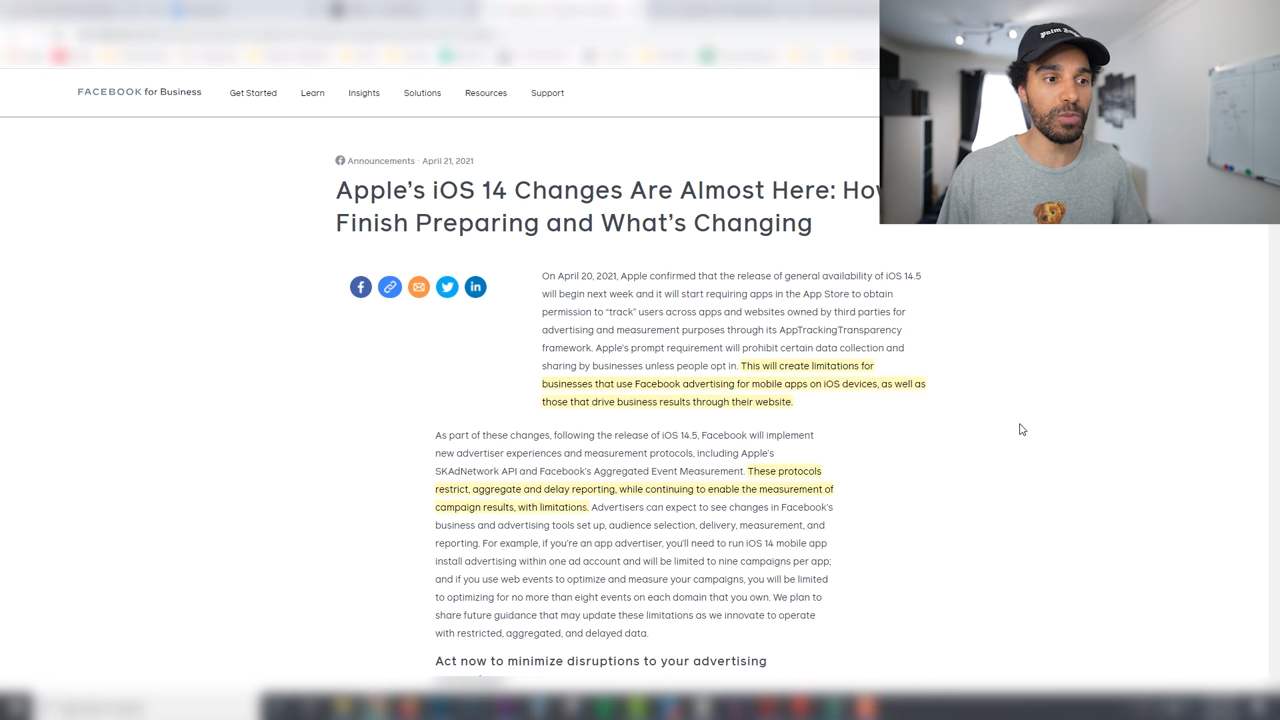 FACEBOOK for Business
Get Started
Learn
Insights
Solutions
Resources
Support
Announcements · April 21, 2021
Apple's iOS 14 Changes Are Almost Here:
Finish Preparing and What's Changing
On April 20, 2021, Apple confirmed that the release of general availability of iOS 14.5
will begin next week and it will start requiring apps in the App Store to obtain
permission to “track” users across apps and websites owned by third parties for
advertising and measurement purposes through its AppTrackingTransparency
framework. Apple's prompt requirement will prohibit certain data collection and
sharing by businesses unless people opt in. This will create limitations for
businesses that use Facebook advertising for mobile apps on iOS devices, as well as
those that drive business results through their website.
As part of these changes, following the release of iOS 14.5, Facebook will implement
new advertiser experiences and measurement protocols, including Apple's
SKAdNetwork API and Facebook's Aggregated Event Measurement. These protocols
restrict, aggregate and delay reporting, while continuing to enable the measurement of
campaign results, with limitations. Advertisers can expect to see changes in Facebook's
business and advertising tools set up, audience selection, delivery, measurement, and
reporting. For example, if you're an app advertiser, you'll need to run iOS 14 mobile app
install advertising within one ad account and will be limited to nine campaigns per app;
and if you use web events to optimize and measure your campaigns, you will be limited
to optimizing for no more than eight events on each domain that you own. We plan to
share future guidance that may update these limitations as we innovate to operate
with restricted, aggregated, and delayed data.
Act now to minimize disruptions to your advertising